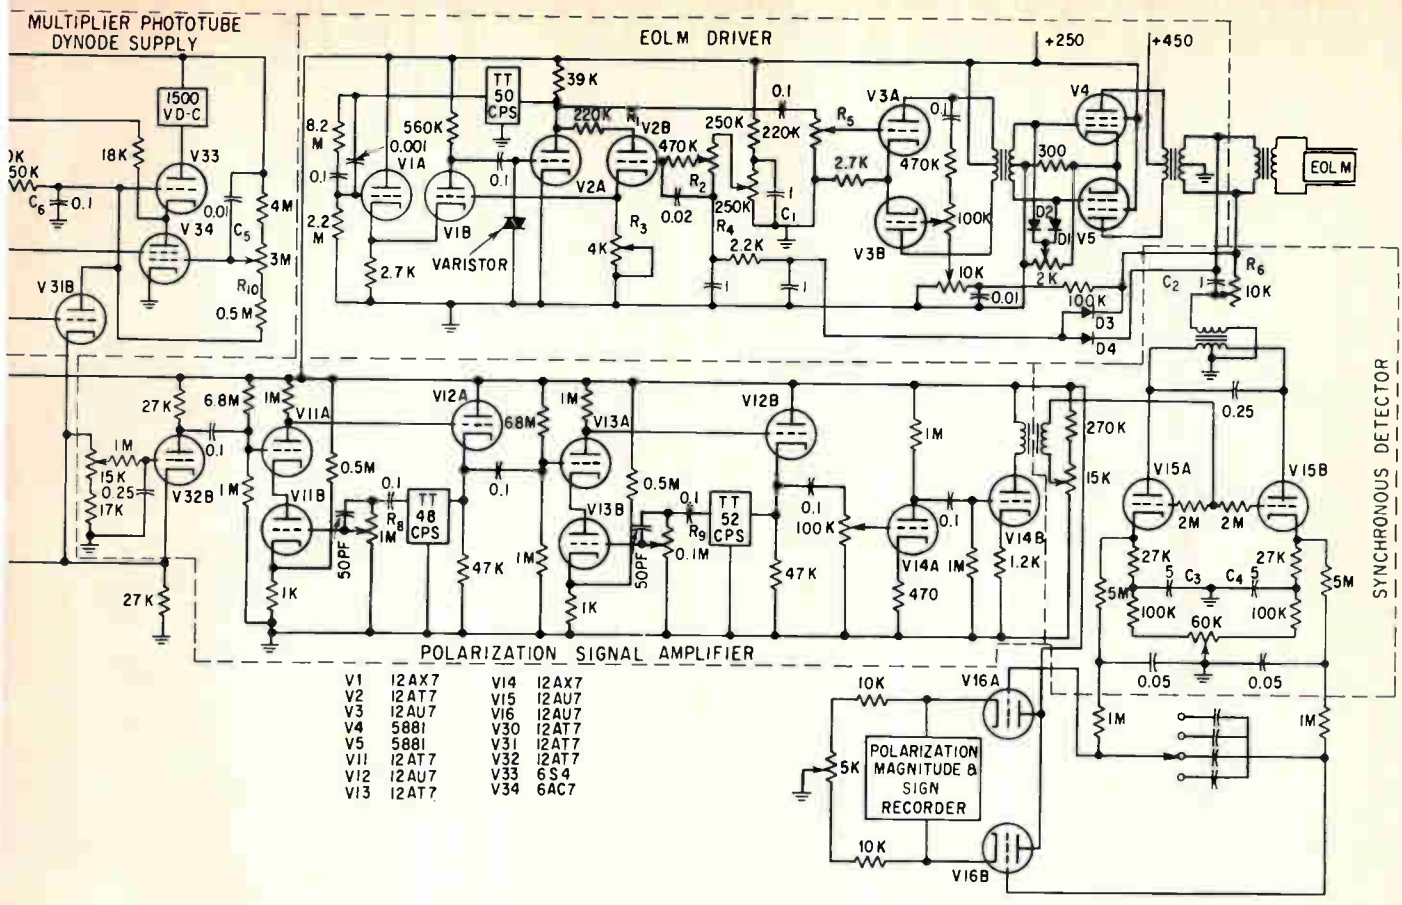 MULTIPLIER PHOTOTUBE
DYNODE SUPPLY
EOLM DRIVER
+250
+450
1500
VD-C
18K
V33
0K
50K
C6
0.1
0.01
C5
4M
V34
3M
R10
V31B
0.5M
TT
50
CPS
39K
8.2
M
0.001
0.1
2.2
M
560K
V1A
0.1
V1B
2.7K
VARISTOR
220K
R1
V2B
V2A
470K
R2
0.02
R3
4K
250K
250K
R4
2.2K
1
1
0.1
220K
R5
1
C1
2.7K
V3A
V3B
0.1
470K
100K
10K
0.01
300
D2
D1
2K
100K
D3
D4
V4
V5
EOLM
C2
1
R6
10K
0.25
SYNCHRONOUS DETECTOR
27K
6.8M
0.1
1M
15K
0.25
17K
V32B
27K
1M
V11A
1M
V11B
0.5M
1K
50PF
0.1
R8
1M
TT
48
CPS
V12A
0.1
47K
68M
1M
V13A
1M
V13B
0.5M
1K
50PF
0.1
R9
0.1M
TT
52
CPS
V12B
0.1
100K
47K
1M
V14A
470
0.1
1M
V14B
1.2K
270K
15K
V15A
V15B
2M
2M
27K
27K
5
C3
C4
5
5M
5M
100K
100K
60K
0.05
0.05
POLARIZATION SIGNAL AMPLIFIER
V1 12AX7
V2 12AT7
V3 12AU7
V4 5881
V5 5881
V11 12AT7
V12 12AU7
V13 12AT7
V14 12AX7
V15 12AU7
V16 12AU7
V30 12AT7
V31 12AT7
V32 12AT7
V33 6S4
V34 6AC7
10K
V16A
5K
POLARIZATION
MAGNITUDE &
SIGN
RECORDER
10K
V16B
1M
1M